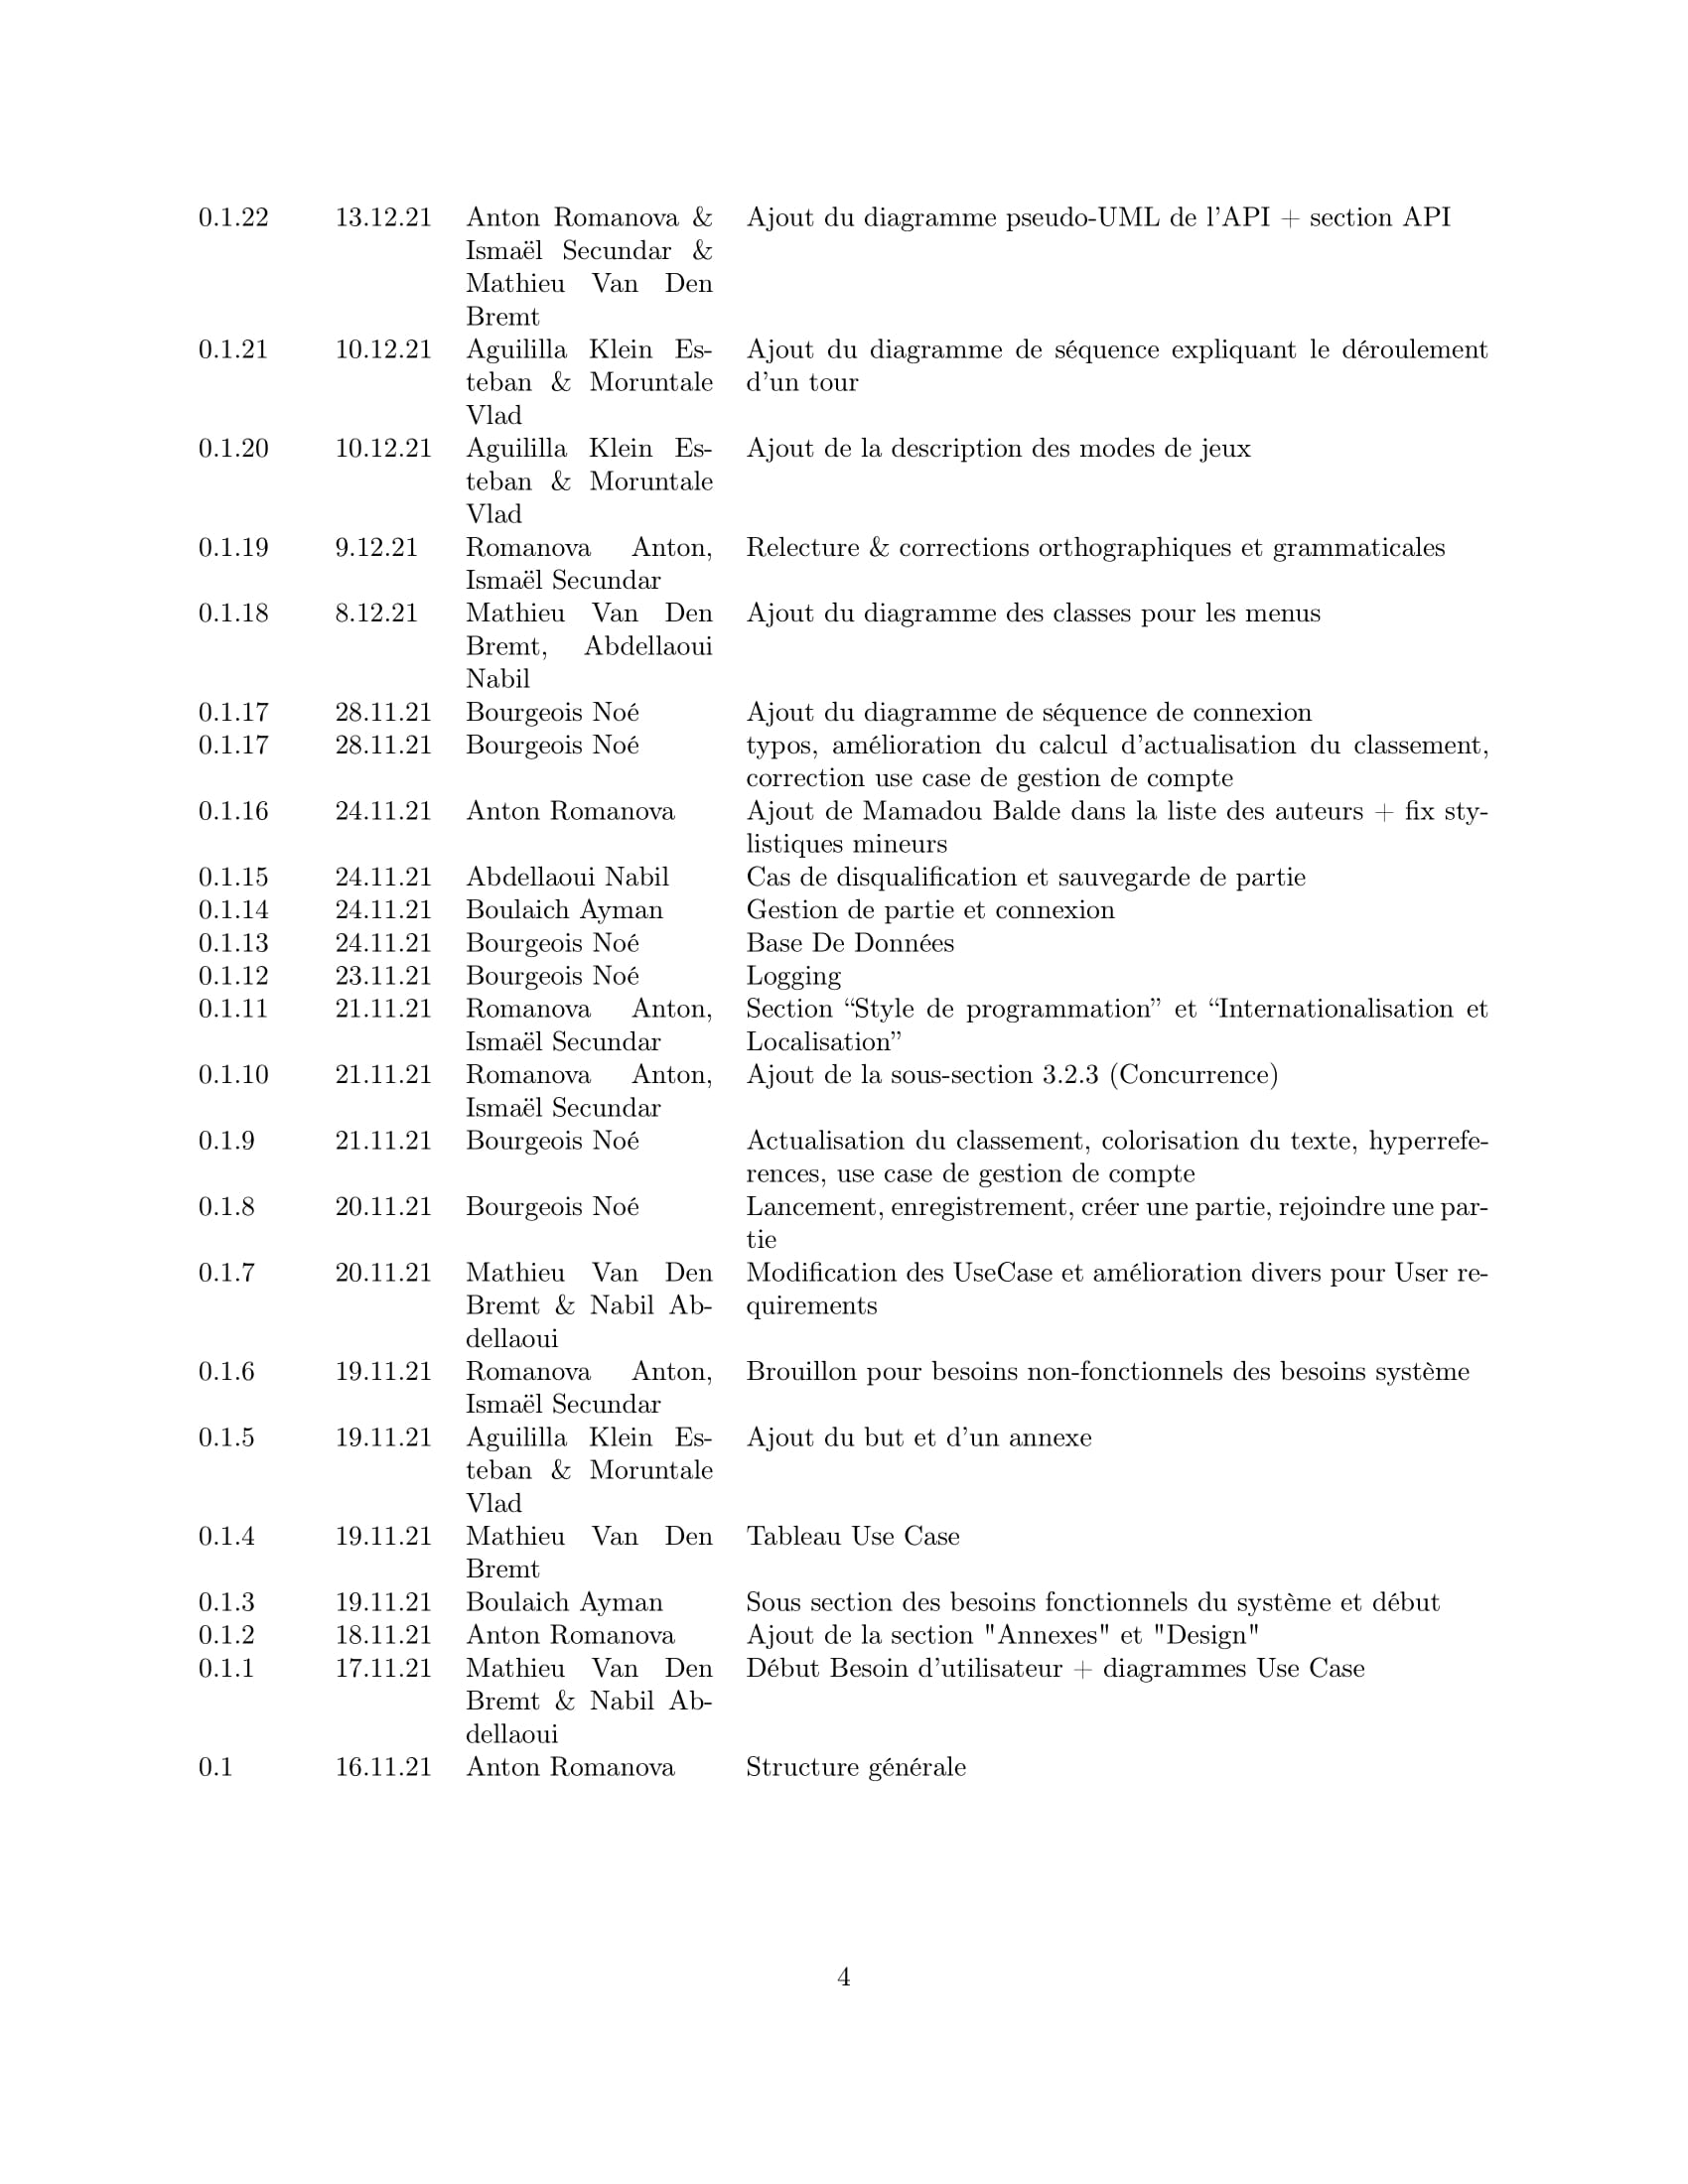 0.1.22 13.12.21 Anton Romanova & Ajout du diagramme pseudo-UML de l'API + section API
Ismaël Secundar &
Mathieu Van Den
Bremt
0.1.21 10.12.21 Aguililla Klein Es- Ajout du diagramme de séquence expliquant le déroulement
teban & Moruntale d'un tour
Vlad
0.1.20 10.12.21 Aguililla Klein Es- Ajout de la description des modes de jeux
teban & Moruntale
Vlad
0.1.19 9.12.21 Romanova Anton, Relecture & corrections orthographiques et grammaticales
Ismaël Secundar
0.1.18 8.12.21 Mathieu Van Den Ajout du diagramme des classes pour les menus
Bremt, Abdellaoui
Nabil
0.1.17 28.11.21 Bourgeois Noé Ajout du diagramme de séquence de connexion
0.1.17 28.11.21 Bourgeois Noé typos, amélioration du calcul d'actualisation du classement,
correction use case de gestion de compte
0.1.16 24.11.21 Anton Romanova Ajout de Mamadou Balde dans la liste des auteurs + fix sty-
listiques mineurs
0.1.15 24.11.21 Abdellaoui Nabil Cas de disqualification et sauvegarde de partie
0.1.14 24.11.21 Boulaich Ayman Gestion de partie et connexion
0.1.13 24.11.21 Bourgeois Noé Base De Données
0.1.12 23.11.21 Bourgeois Noé Logging
0.1.11 21.11.21 Romanova Anton, Section “Style de programmation” et “Internationalisation et
Ismaël Secundar Localisation”
0.1.10 21.11.21 Romanova Anton, Ajout de la sous-section 3.2.3 (Concurrence)
Ismaël Secundar
0.1.9 21.11.21 Bourgeois Noé Actualisation du classement, colorisation du texte, hyperrefe-
rences, use case de gestion de compte
0.1.8 20.11.21 Bourgeois Noé Lancement, enregistrement, créer une partie, rejoindre une par-
tie
0.1.7 20.11.21 Mathieu Van Den Modification des UseCase et amélioration divers pour User re-
Bremt & Nabil Ab- quirements
dellaoui
0.1.6 19.11.21 Romanova Anton, Brouillon pour besoins non-fonctionnels des besoins système
Ismaël Secundar
0.1.5 19.11.21 Aguililla Klein Es- Ajout du but et d'un annexe
teban & Moruntale
Vlad
0.1.4 19.11.21 Mathieu Van Den Tableau Use Case
Bremt
0.1.3 19.11.21 Boulaich Ayman Sous section des besoins fonctionnels du système et début
0.1.2 18.11.21 Anton Romanova Ajout de la section "Annexes" et "Design"
0.1.1 17.11.21 Mathieu Van Den Début Besoin d'utilisateur + diagrammes Use Case
Bremt & Nabil Ab-
dellaoui
0.1 16.11.21 Anton Romanova Structure générale
4